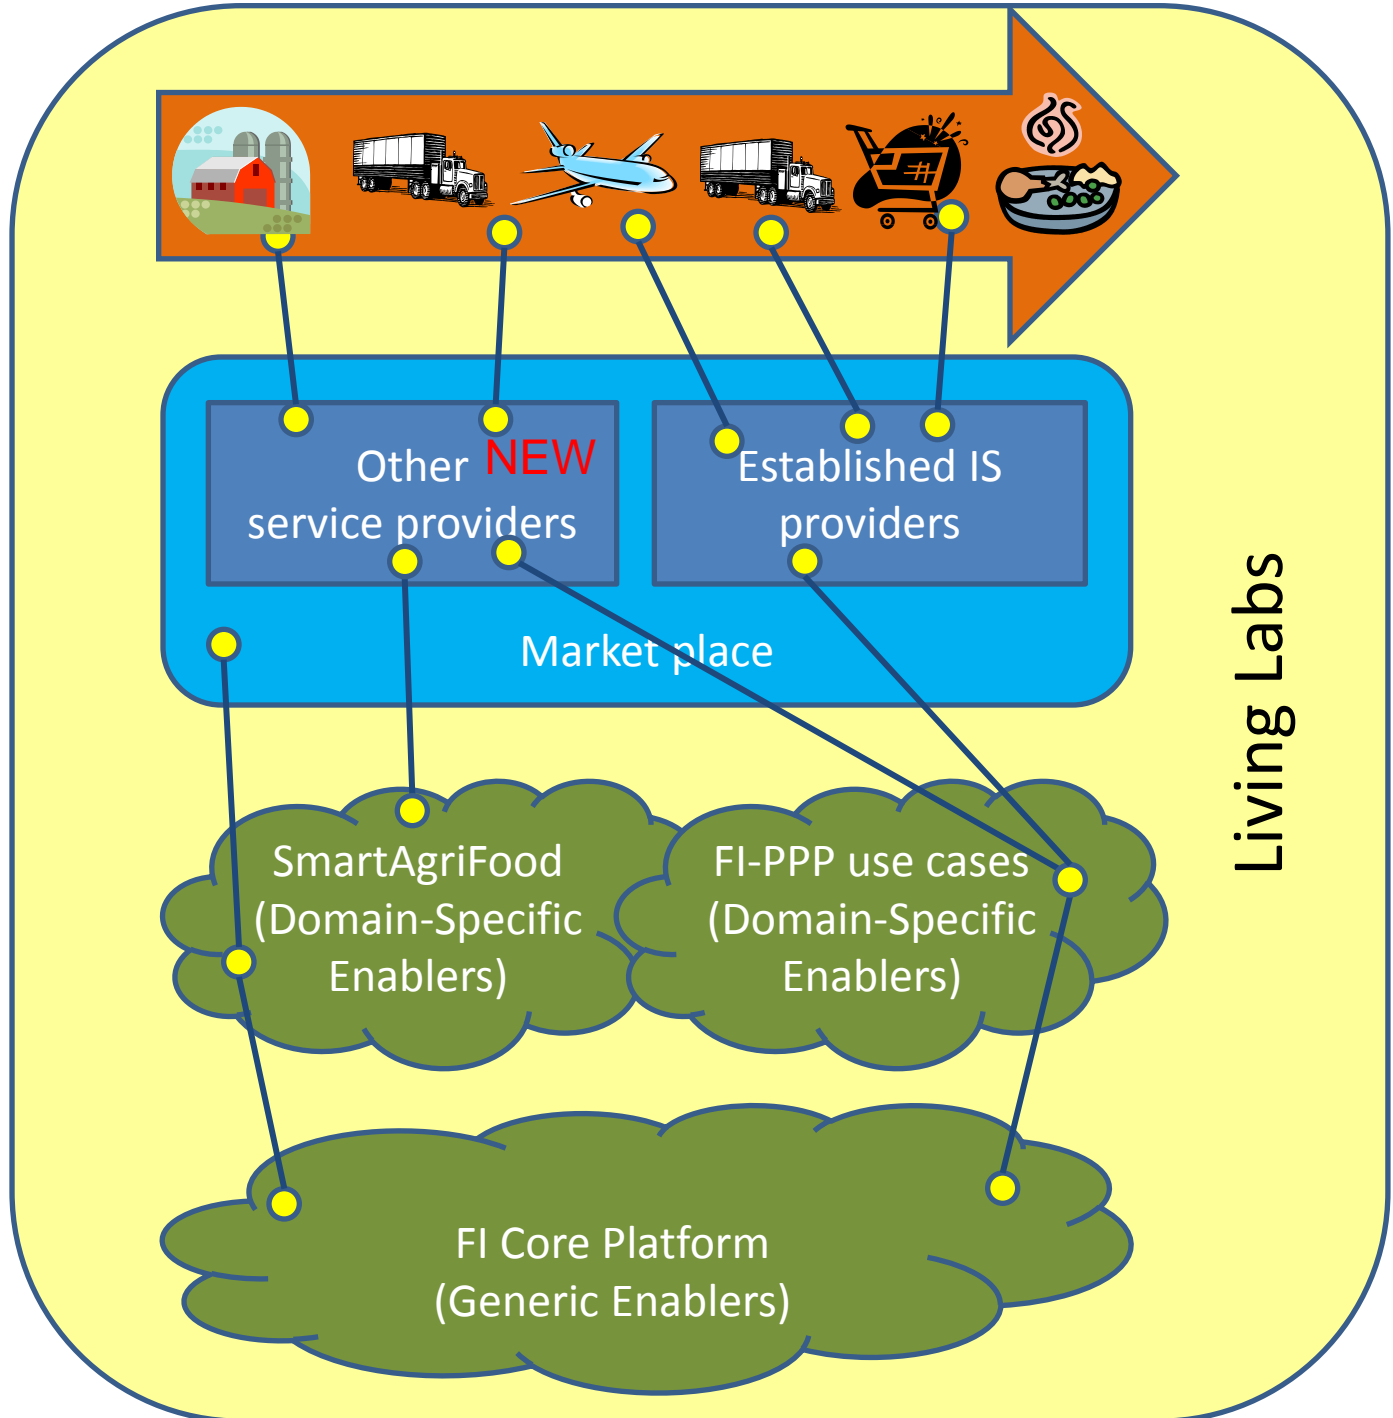 Other NEW
service providers
Established IS
providers
Market place
Living Labs
SmartAgriFood
(Domain-Specific
Enablers)
FI-PPP use cases
(Domain-Specific
Enablers)
FI Core Platform
(Generic Enablers)